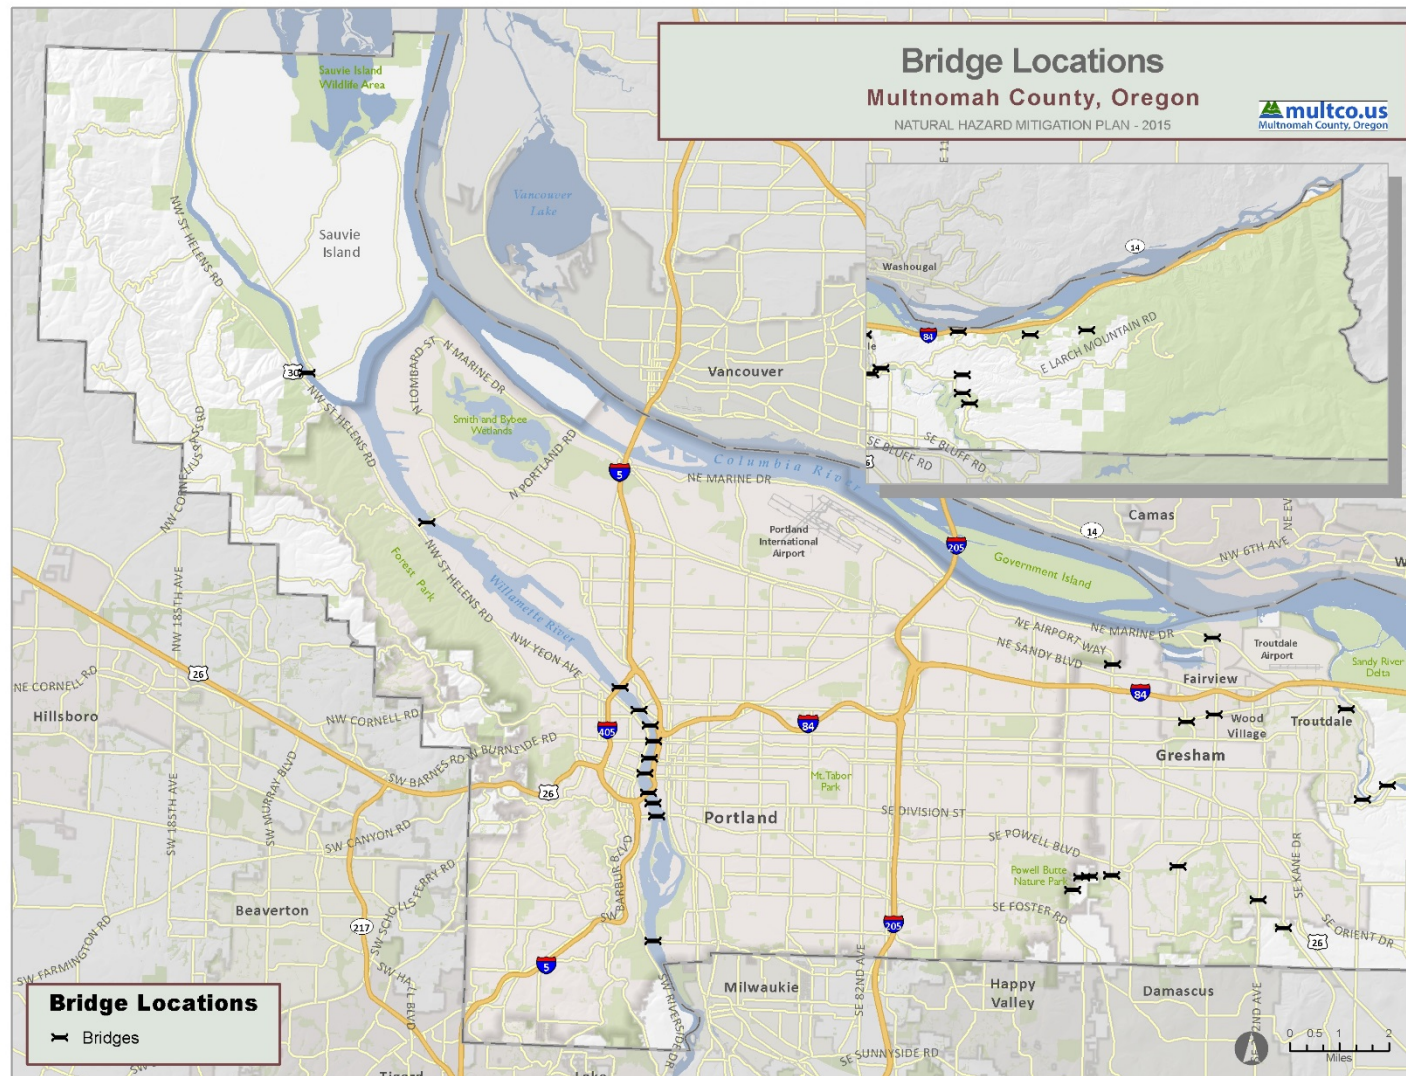 Bridge Locations
Multnomah County, Oregon
NATURAL HAZARD MITIGATION PLAN - 2015
multco.us
Multnomah County, Oregon
Sauvie Island
Wildlife Area
Vancouver
Lake
Sauvie
Island
NW ST HELENS RD
30
NW ST HELENS RD
N LOMBARD ST
N MARINE DR
Smith and Bybee
Wetlands
N PORTLAND RD
Vancouver
5
Columbia River
NE MARINE DR
Portland
International
Airport
14
Washougal
84
E LARCH MOUNTAIN RD
SE BLUFF RD
SE BLUFF RD
Camas
14
NW 6TH AVE
205
Government Island
NE MARINE DR
NE AIRPORT WAY
NE SANDY BLVD
Troutdale
Airport
Sandy River
Delta
Fairview
84
Wood
Village
Troutdale
Gresham
NW 185TH AVE
Forest Park
NW ST HELENS RD
Willamette River
NW YEON AVE
26
NE CORNELL RD
Hillsboro
NW CORNELL RD
405
84
SW BARNES RD
W BURNSIDE RD
26
Mt. Tabor
Park
Portland
SE DIVISION ST
SE POWELL BLVD
Powell Butte
Nature Park
SE FOSTER RD
SE KANE DR
SE ORIENT DR
26
SW 185TH AVE
SW MURRAY BLVD
SW CANYON RD
SW SCHOLLS FERRY RD
SW BARBUR BLVD
Beaverton
217
SW FARMINGTON RD
SW HALL BLVD
5
205
SE 82ND AVE
Milwaukie
Happy
Valley
Damascus
SW RIVERSIDE DR
SE SUNNYSIDE RD
Tigard
Lake
Bridge Locations
Bridges
0 0.5 1 2
Miles